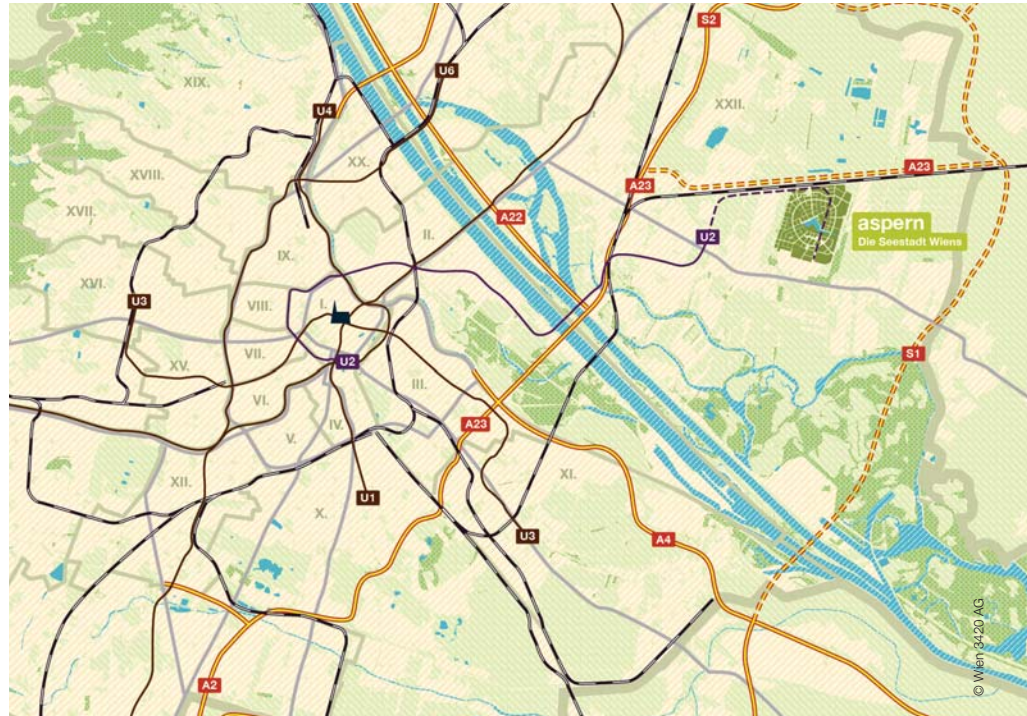 S2
XIX.
U6
XXII.
U4
XX.
A23
XVIII.
A23
XVII.
A22
aspern
Die Seestadt Wiens
II.
U2
IX.
XVI.
U3
VIII.
I.
S1
VII.
XV.
U2
III.
VI.
IV.
A23
V.
XII.
XI.
U1
X.
U3
A4
A2
© Wien 3420 AG